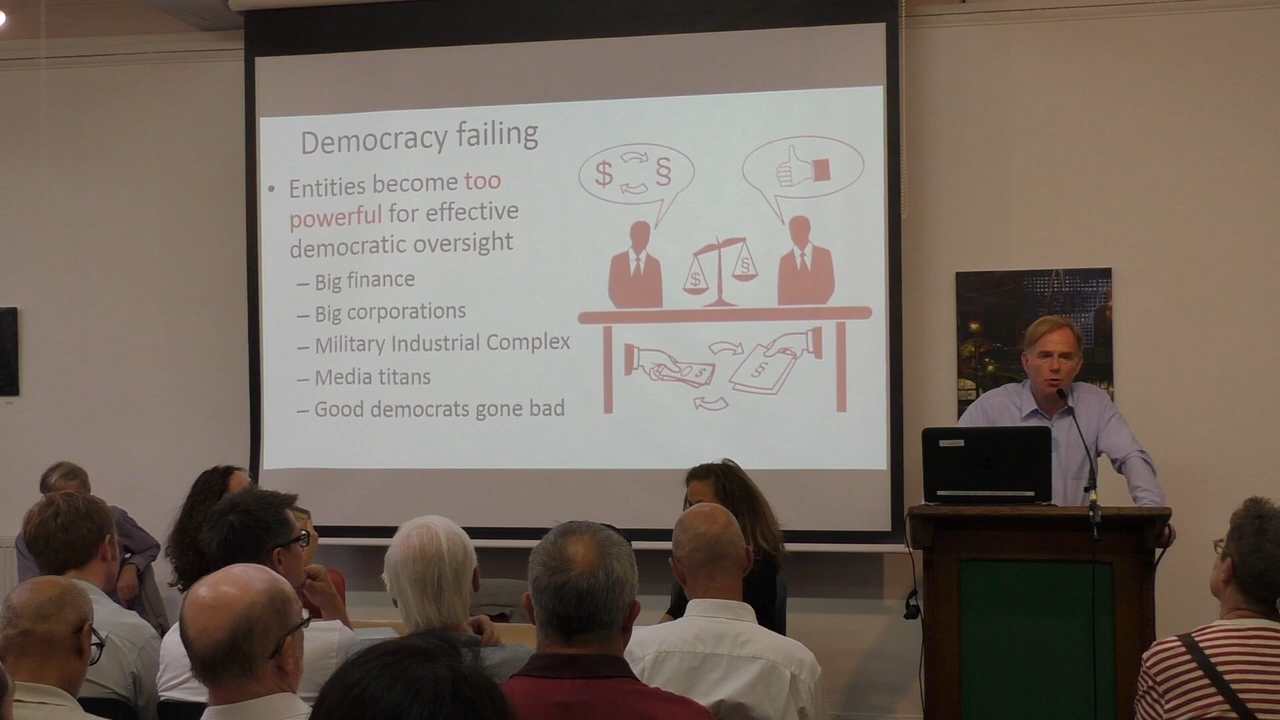 Democracy failing
• Entities become too
powerful for effective
democratic oversight
– Big finance
– Big corporations
– Military Industrial Complex
– Media titans
– Good democrats gone bad
$ §
$ §
$ §